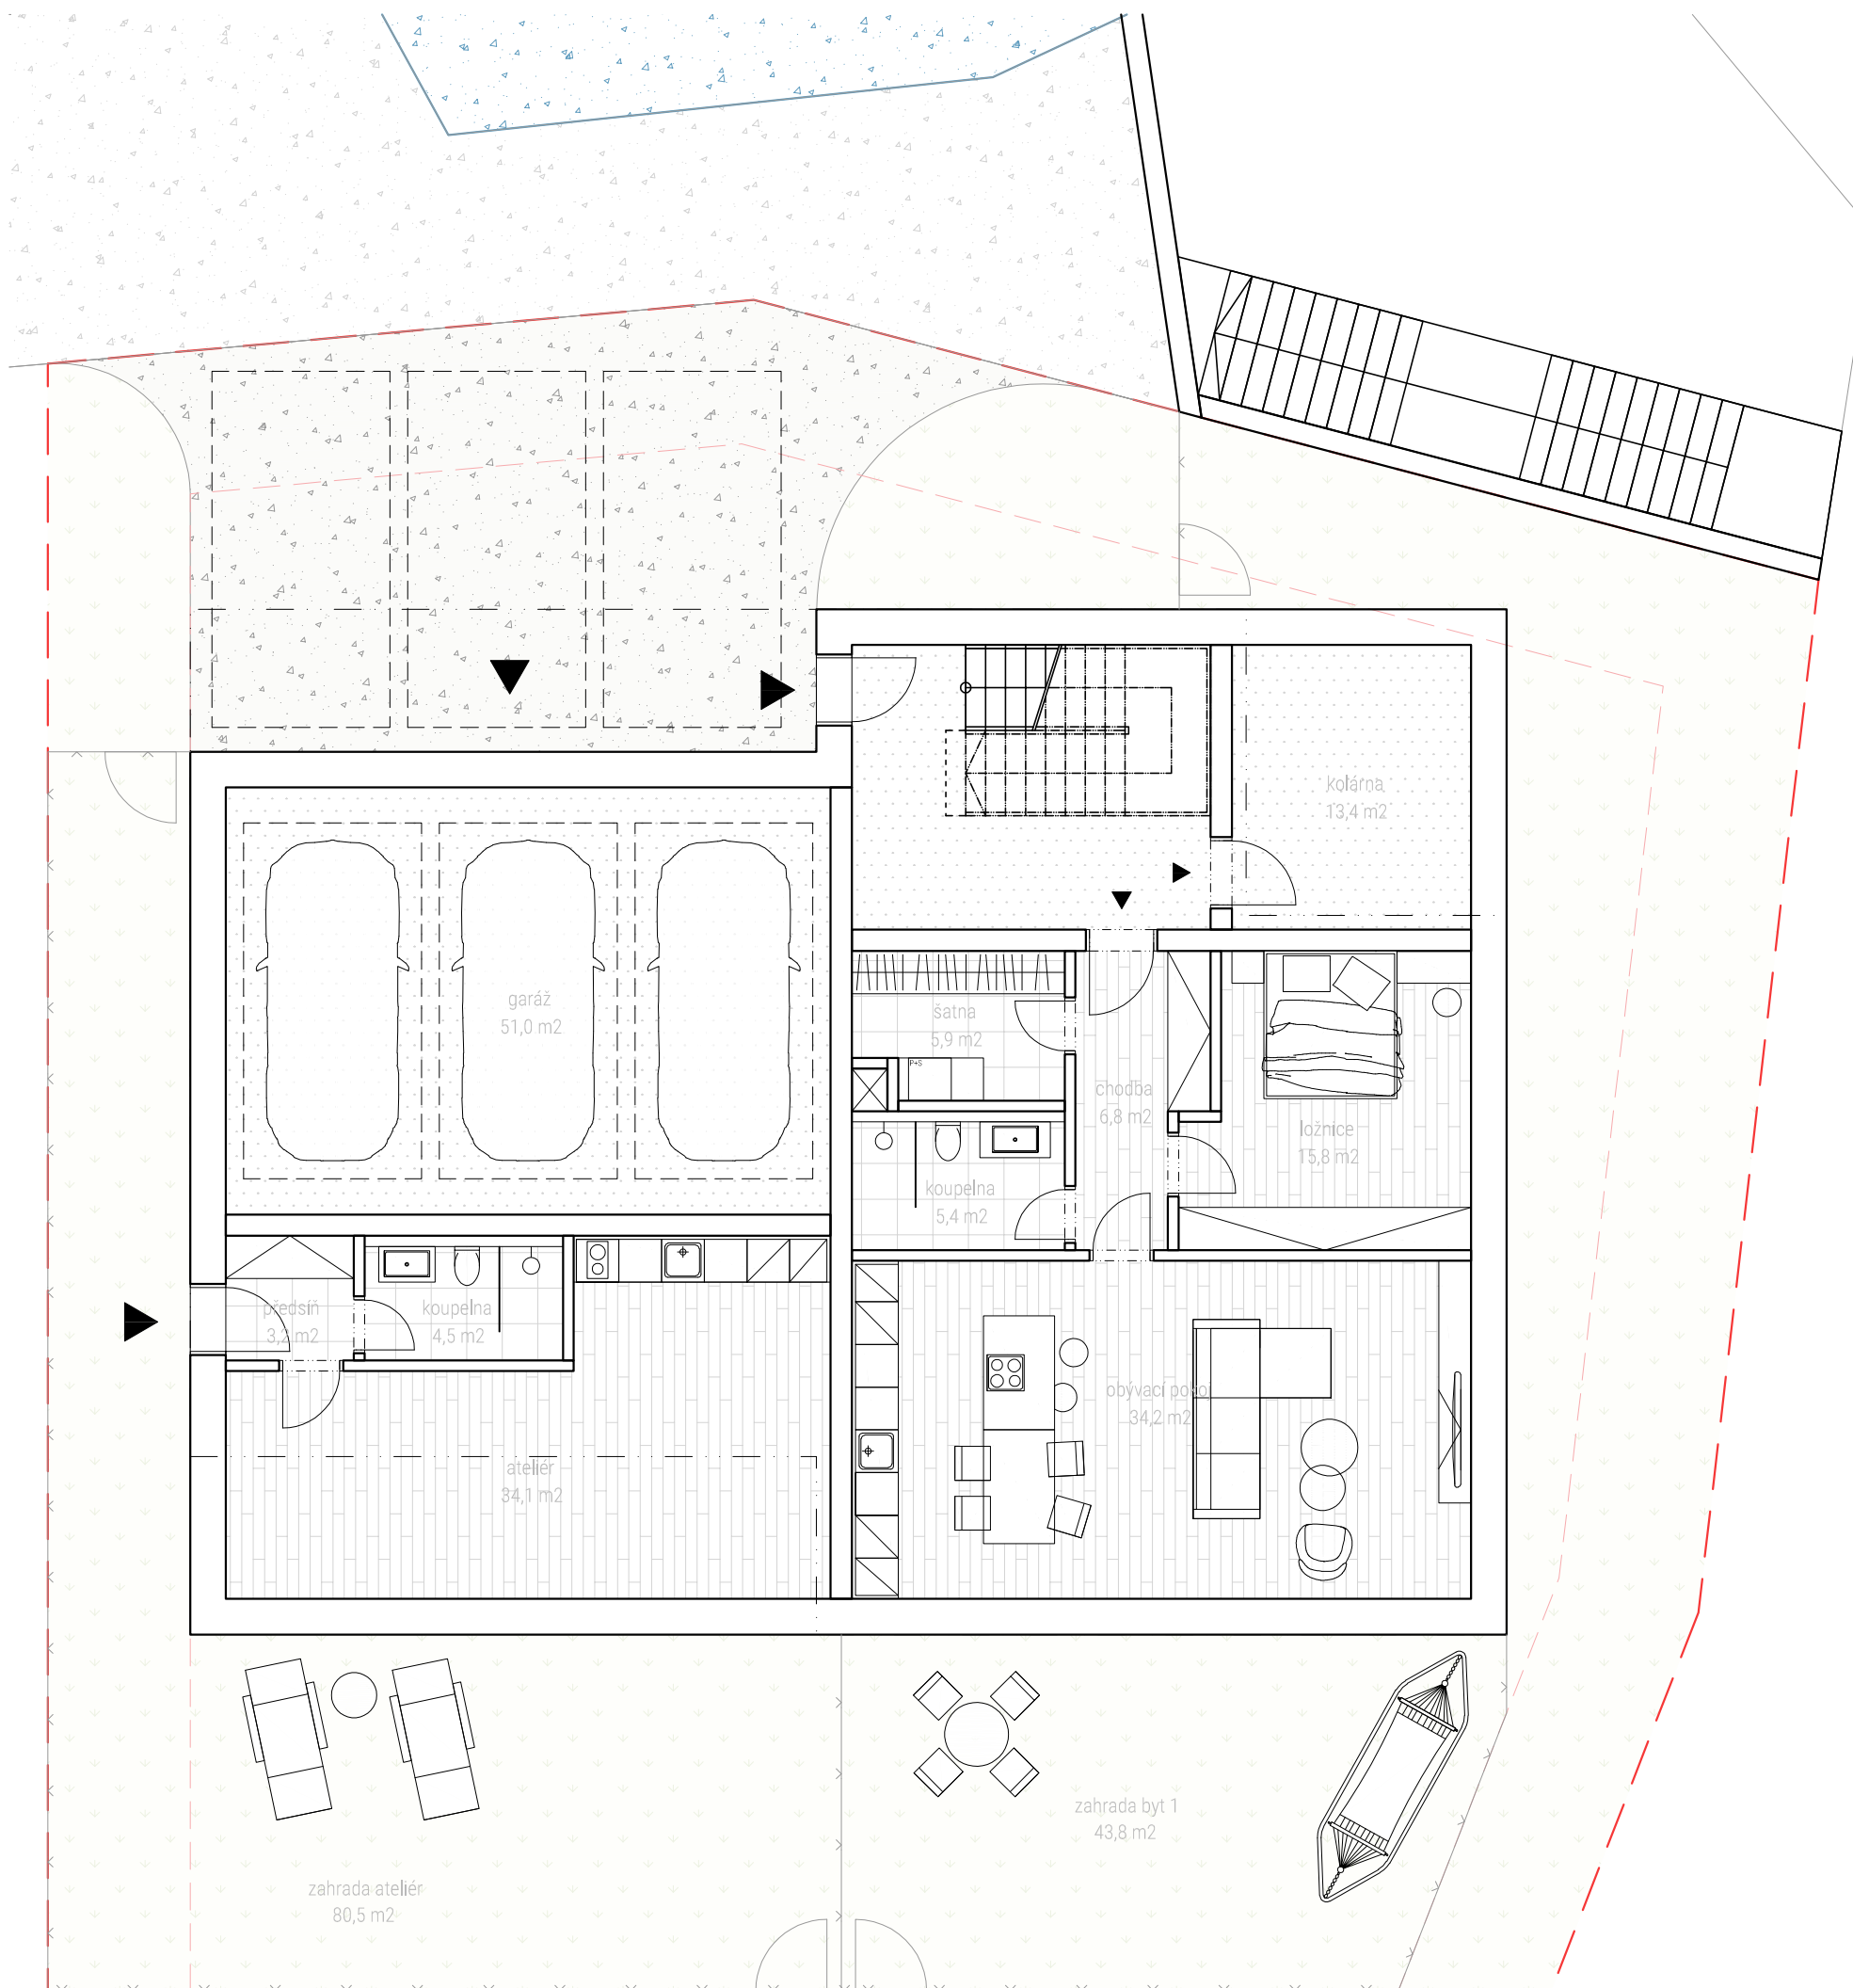 kolárna
13,4 m2
garáž
51,0 m2
šatna
5,9 m2
P+S
chodba
6,8 m2
ložnice
15,8 m2
koupelna
5,4 m2
předsíň
3,2 m2
koupelna
4,5 m2
obývací pokoj
34,2 m2
ateliér
34,1 m2
zahrada byt 1
43,8 m2
zahrada ateliér
80,5 m2